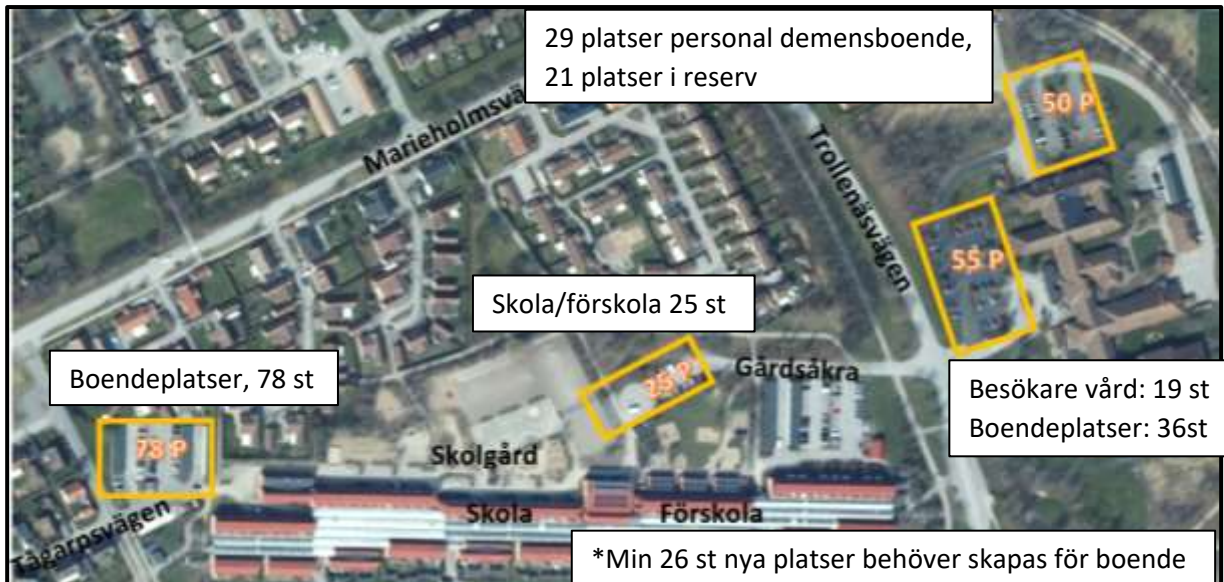 29 platser personal demensboende,
21 platser i reserv
50 P
Marieholmsvä
Trollenäsvägen
55 P
Skola/förskola 25 st
Boendeplatser, 78 st
25 P
Gårdsåkra
Besökare vård: 19 st
Boendeplatser: 36st
78 P
Skolgård
Tågarpsvägen
Skola
Förskola
*Min 26 st nya platser behöver skapas för boende